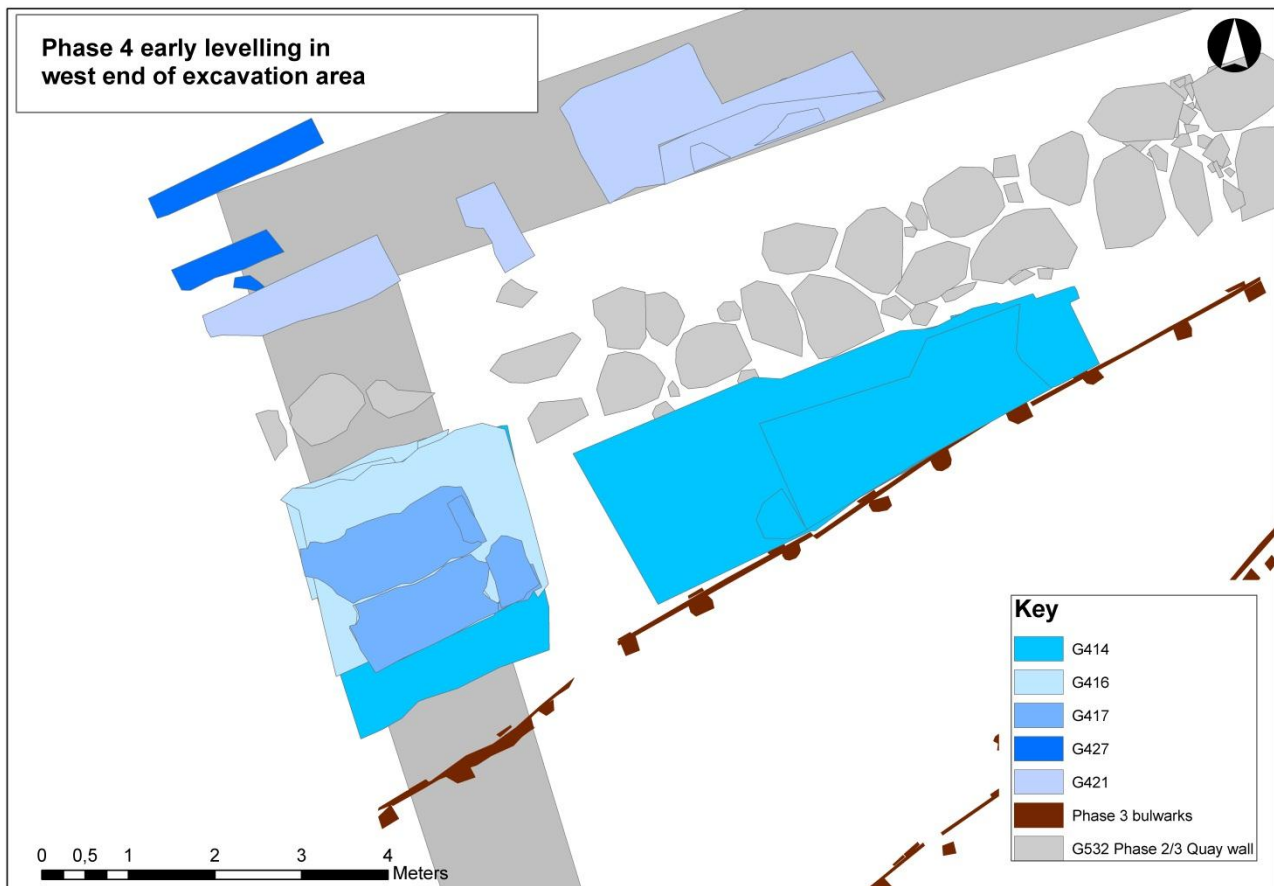 Phase 4 early levelling in
west end of excavation area
Key
G414
G416
G417
G427
G421
Phase 3 bulwarks
G532 Phase 2/3 Quay wall
0 0,5 1 2 3 4
Meters